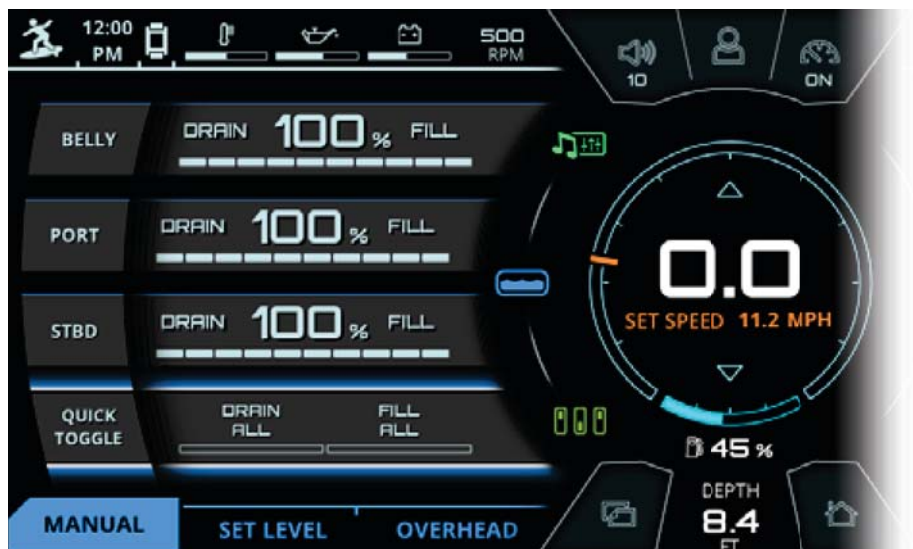 12:00
PM
500
RPM
10
ON
BELLY
DRAIN 100 % FILL
PORT
DRAIN 100 % FILL
STBD
DRAIN 100 % FILL
QUICK
TOGGLE
DRAIN
ALL
FILL
ALL
0.0
SET SPEED 11.2 MPH
45 %
DEPTH
8.4
FT
MANUAL
SET LEVEL
OVERHEAD